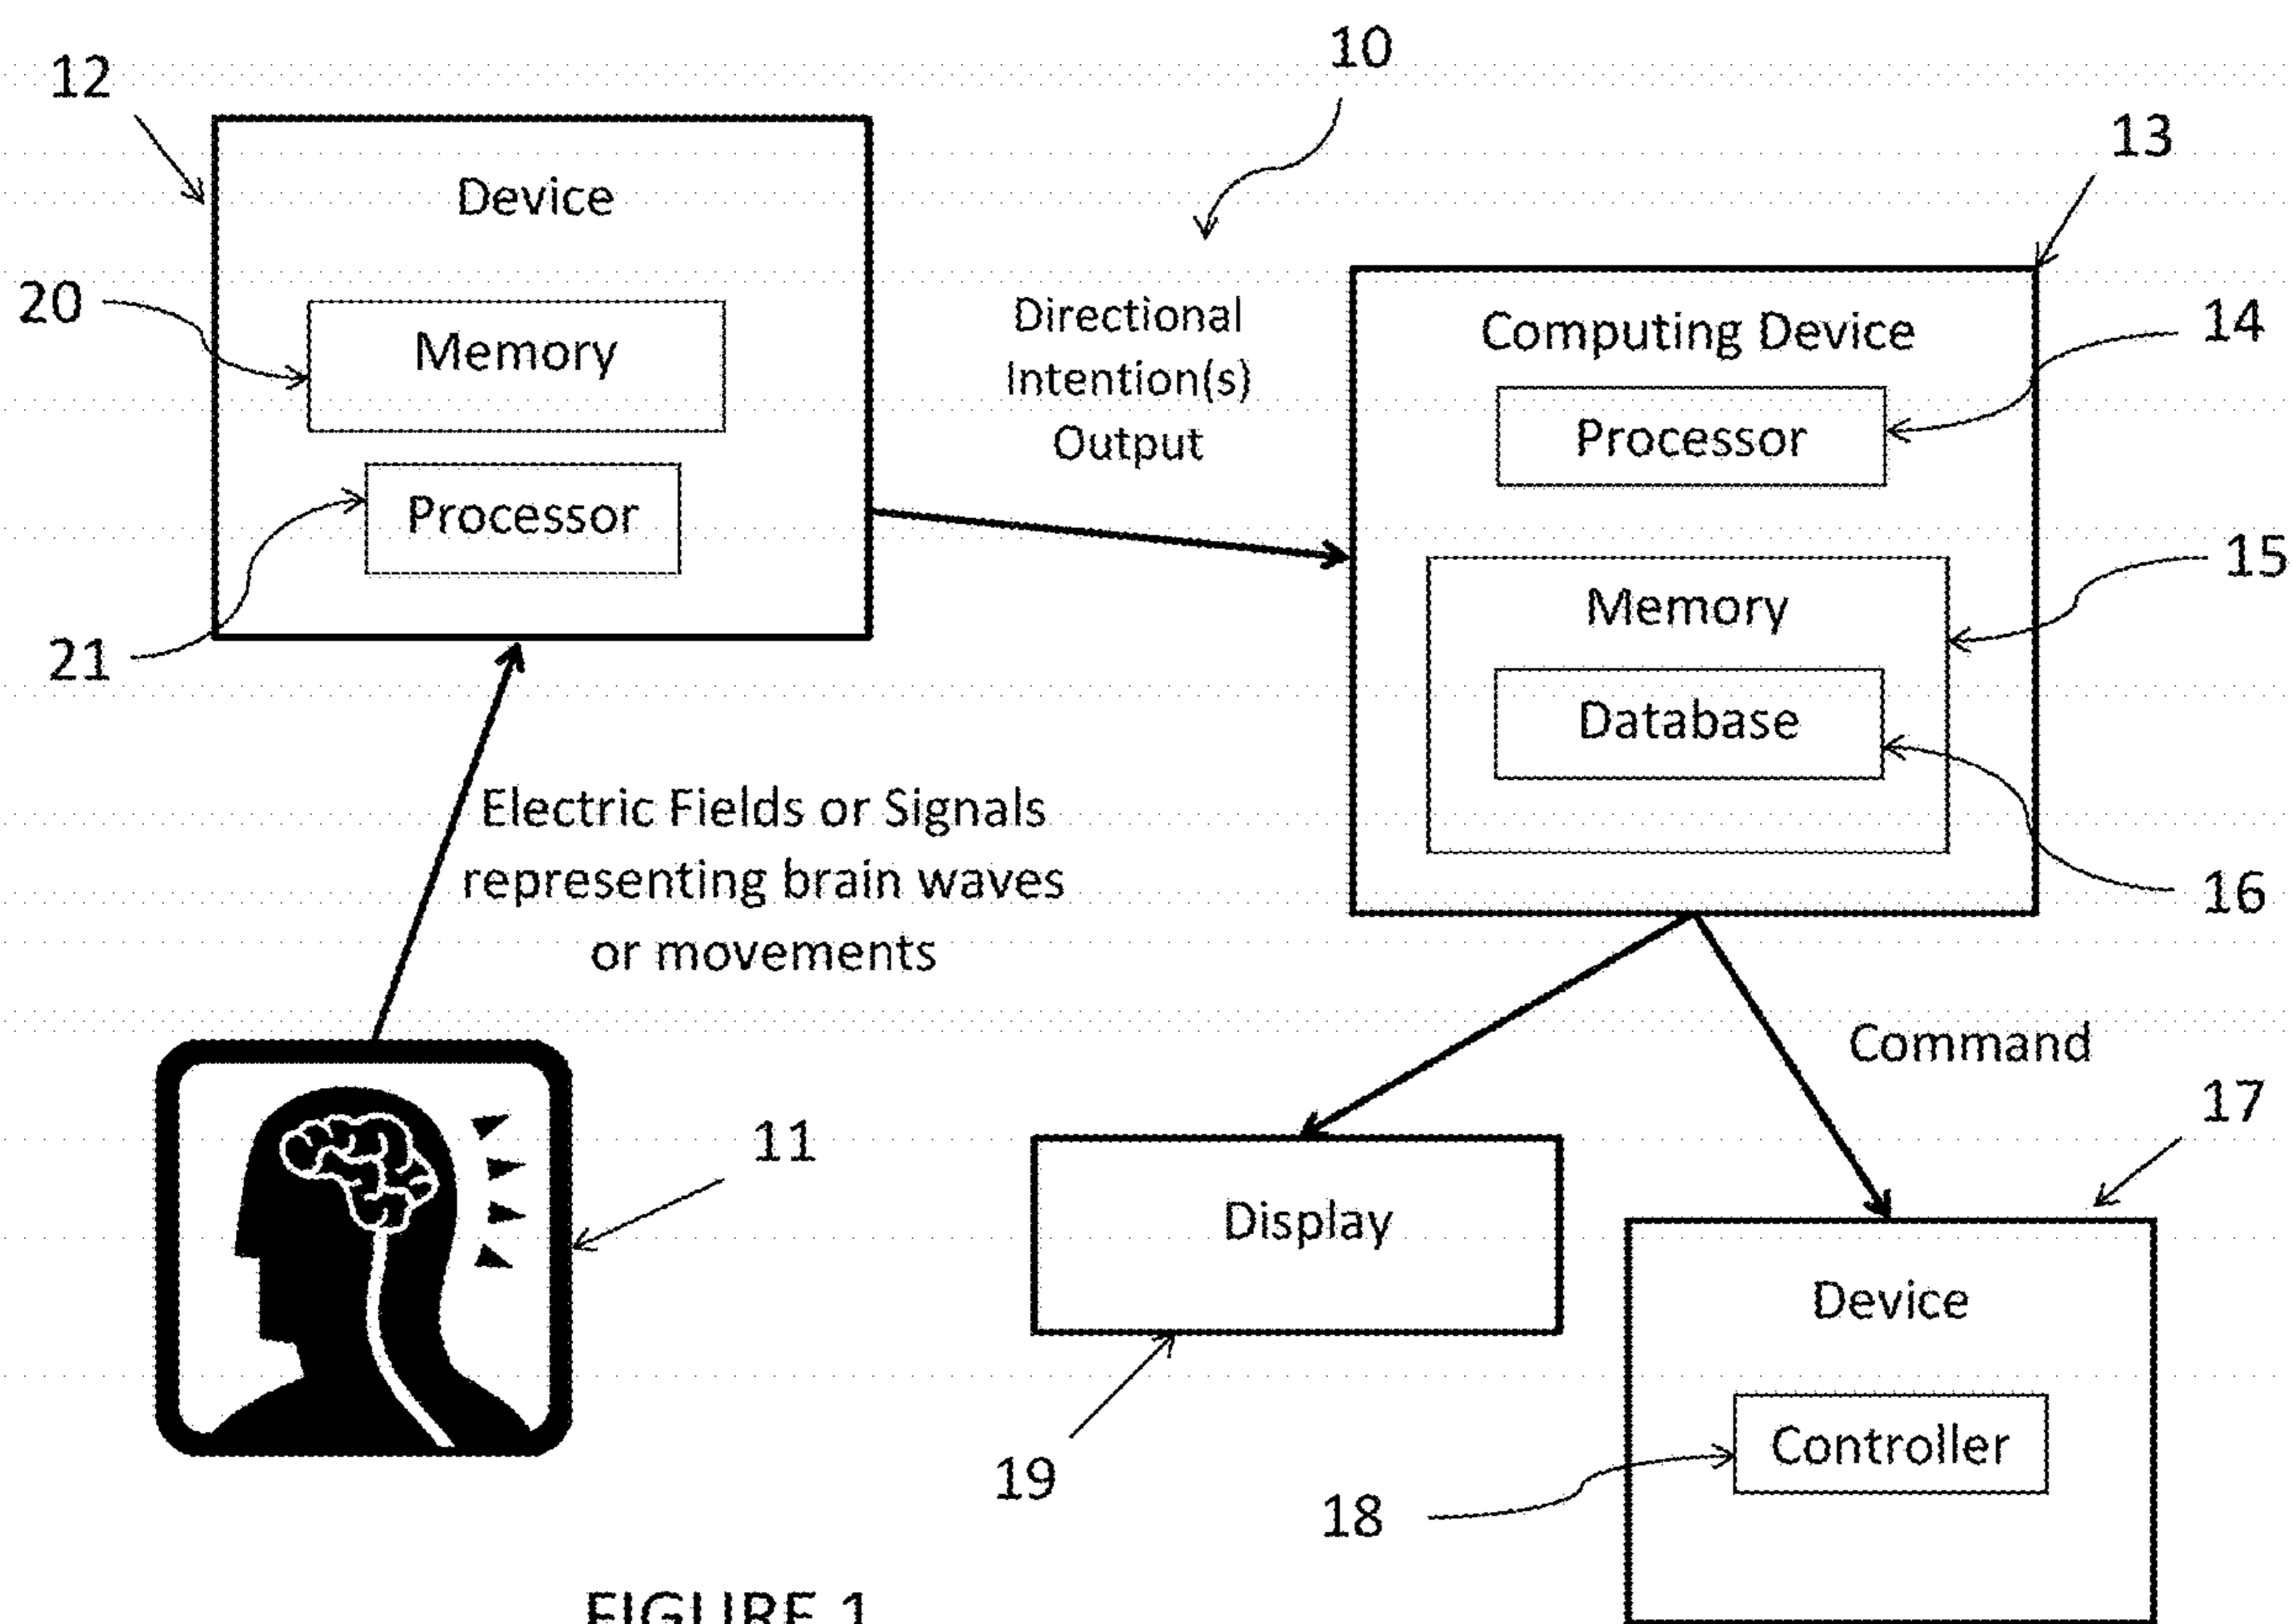 10
12
13
Device
20
Memory
Processor
21
Directional
Intention(s)
Output
Computing Device
14
Processor
15
Memory
Database
16
Electric Fields or Signals
representing brain waves
or movements
11
Command
17
Display
19
Device
Controller
18
FIGURE 1